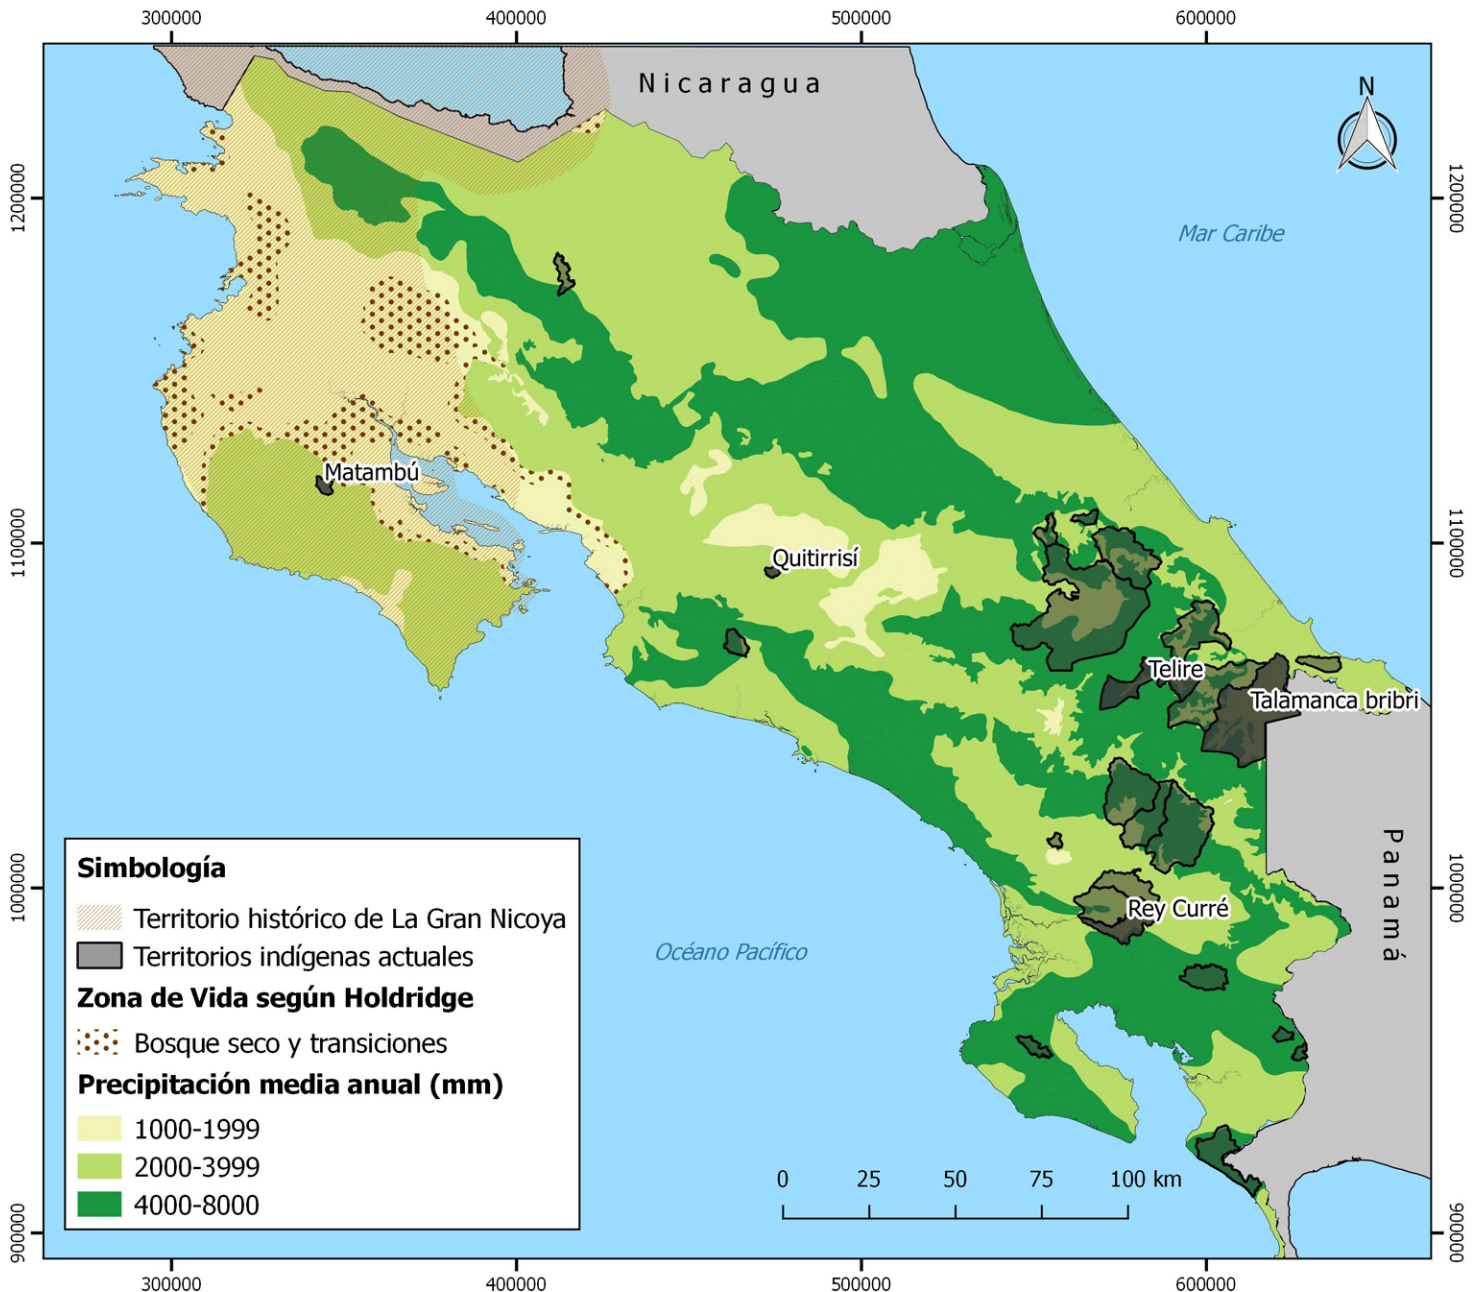 300000 400000 500000 600000
Nicaragua
N
1200000
1200000
Mar Caribe
Matambú
1100000
Quitirrisí
1100000
Telire
Talamanca bribri
Panamá
1000000
Rey Curré
1000000
Océano Pacífico
Simbología
Territorio histórico de La Gran Nicoya
Territorios indígenas actuales
Zona de Vida según Holdridge
Bosque seco y transiciones
Precipitación media anual (mm)
1000-1999
2000-3999
4000-8000
0 25 50 75 100 km
900000
900000
300000 400000 500000 600000